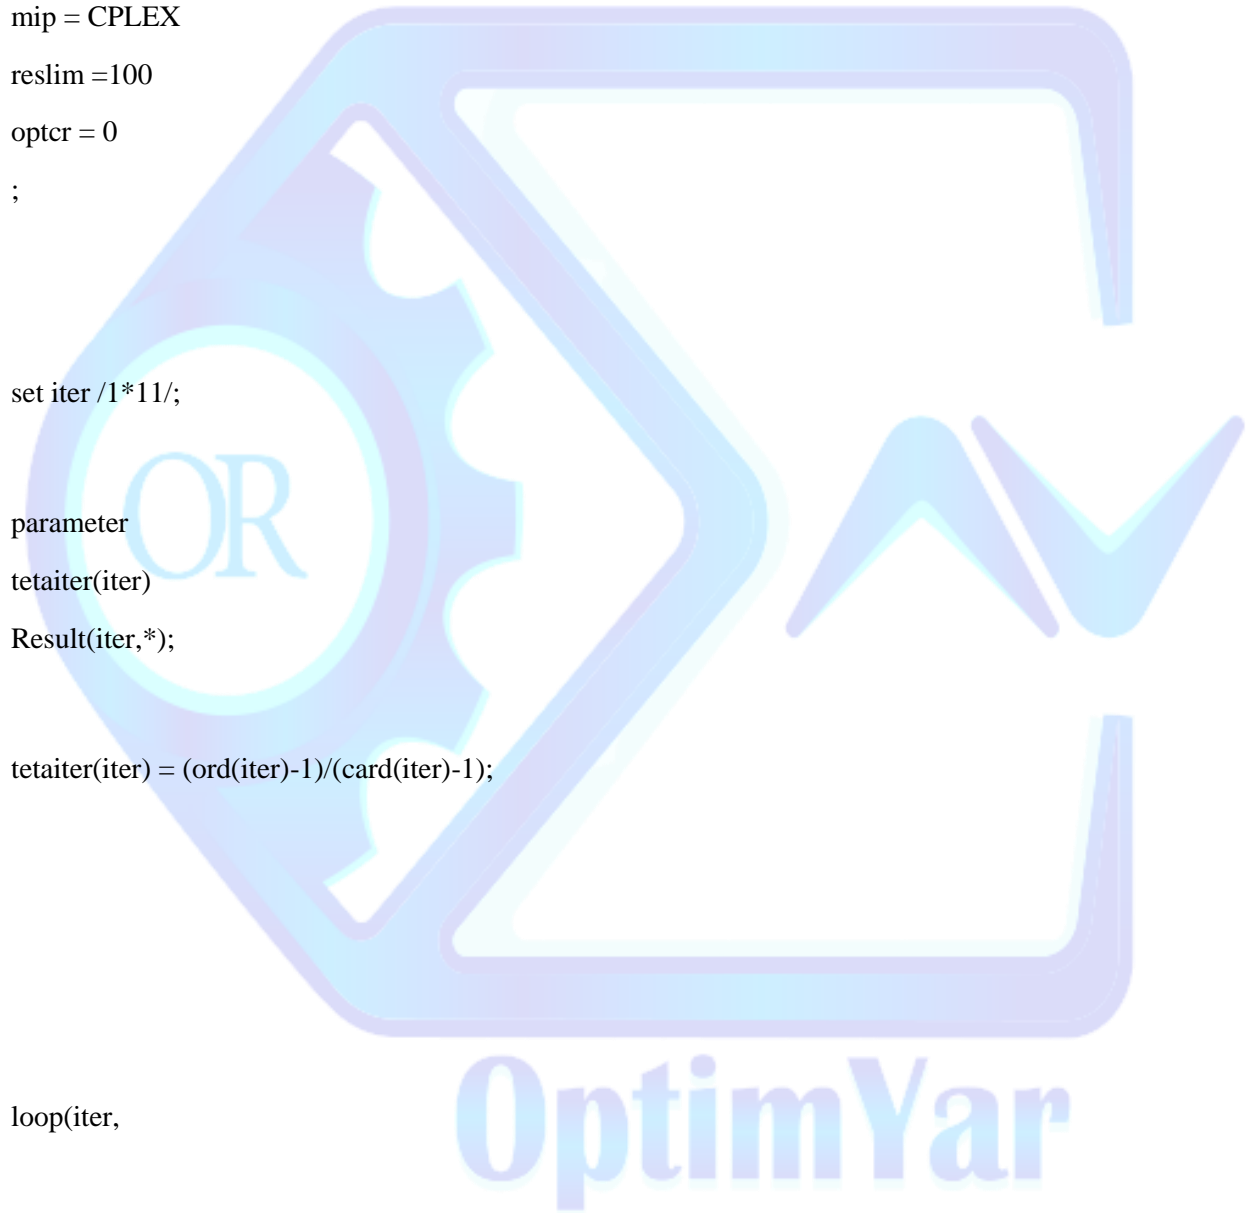 mip = CPLEX
reslim =100
optcr = 0
;
set iter /1*11/;
OR
parameter
tetaiter(iter)
Result(iter,*);
tetaiter(iter) = (ord(iter)-1)/(card(iter)-1);
loop(iter,
OptimYar